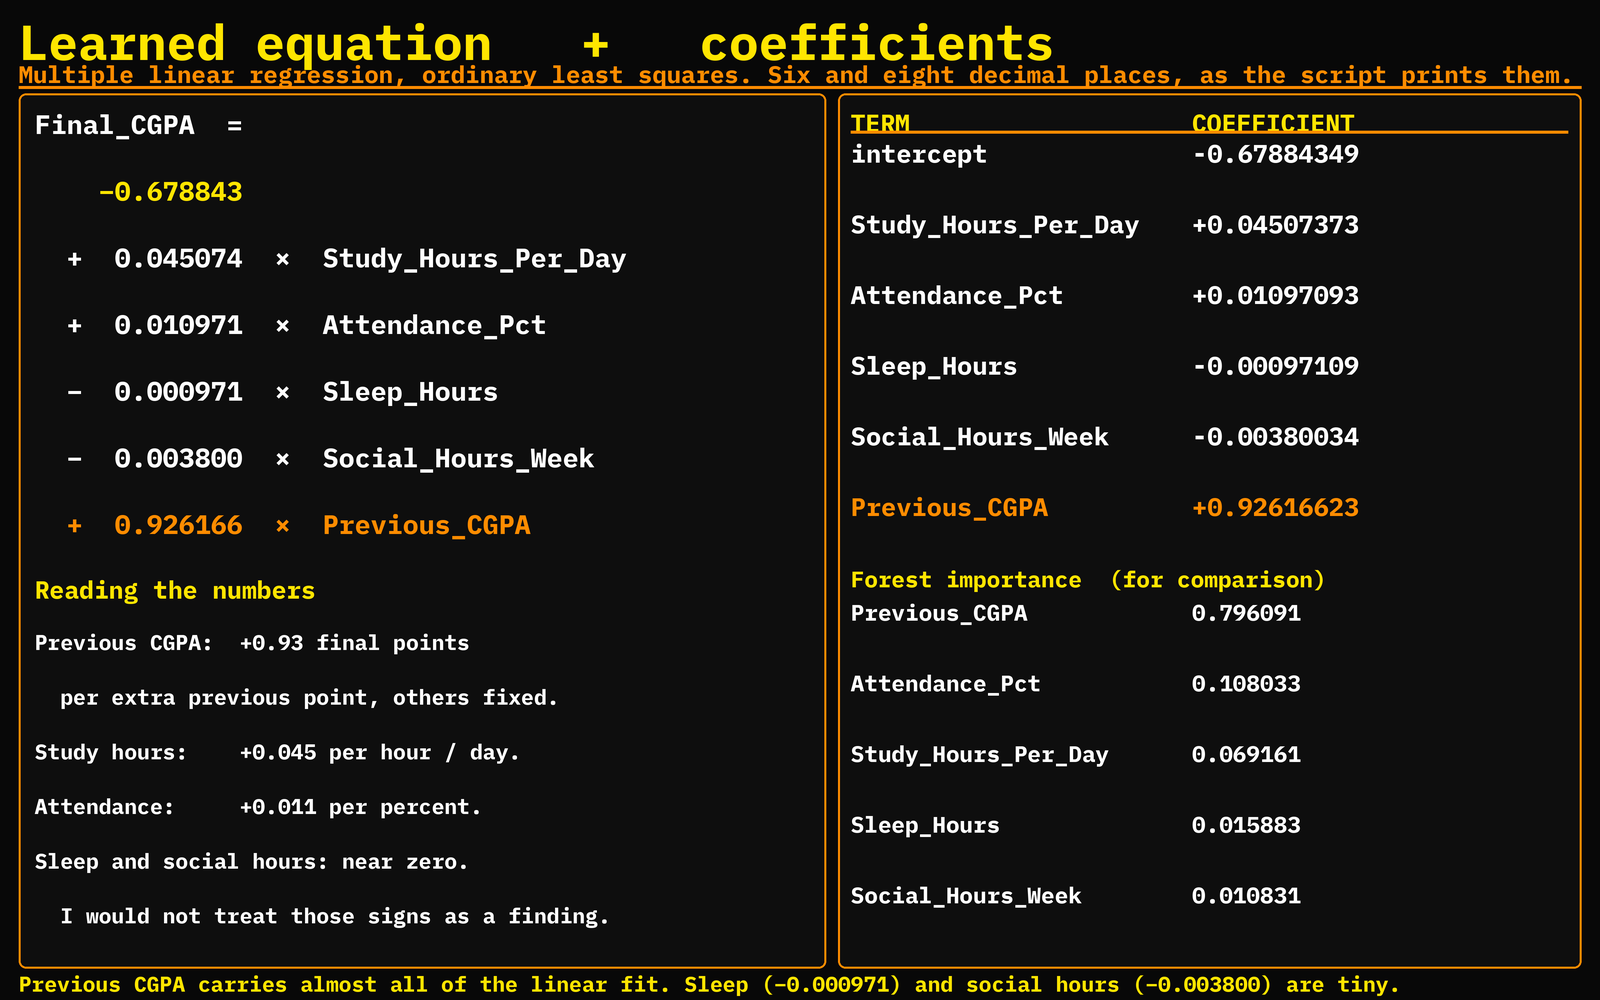 Learned equation + coefficients
Multiple linear regression, ordinary least squares. Six and eight decimal places, as the script prints them.
Final_CGPA =
−0.678843
+ 0.045074 × Study_Hours_Per_Day
+ 0.010971 × Attendance_Pct
− 0.000971 × Sleep_Hours
− 0.003800 × Social_Hours_Week
+ 0.926166 × Previous_CGPA
Reading the numbers
Previous CGPA: +0.93 final points
per extra previous point, others fixed.
Study hours: +0.045 per hour / day.
Attendance: +0.011 per percent.
Sleep and social hours: near zero.
I would not treat those signs as a finding.
TERM COEFFICIENT
intercept -0.67884349
Study_Hours_Per_Day +0.04507373
Attendance_Pct +0.01097093
Sleep_Hours -0.00097109
Social_Hours_Week -0.00380034
Previous_CGPA +0.92616623
Forest importance (for comparison)
Previous_CGPA 0.796091
Attendance_Pct 0.108033
Study_Hours_Per_Day 0.069161
Sleep_Hours 0.015883
Social_Hours_Week 0.010831
Previous CGPA carries almost all of the linear fit. Sleep (−0.000971) and social hours (−0.003800) are tiny.